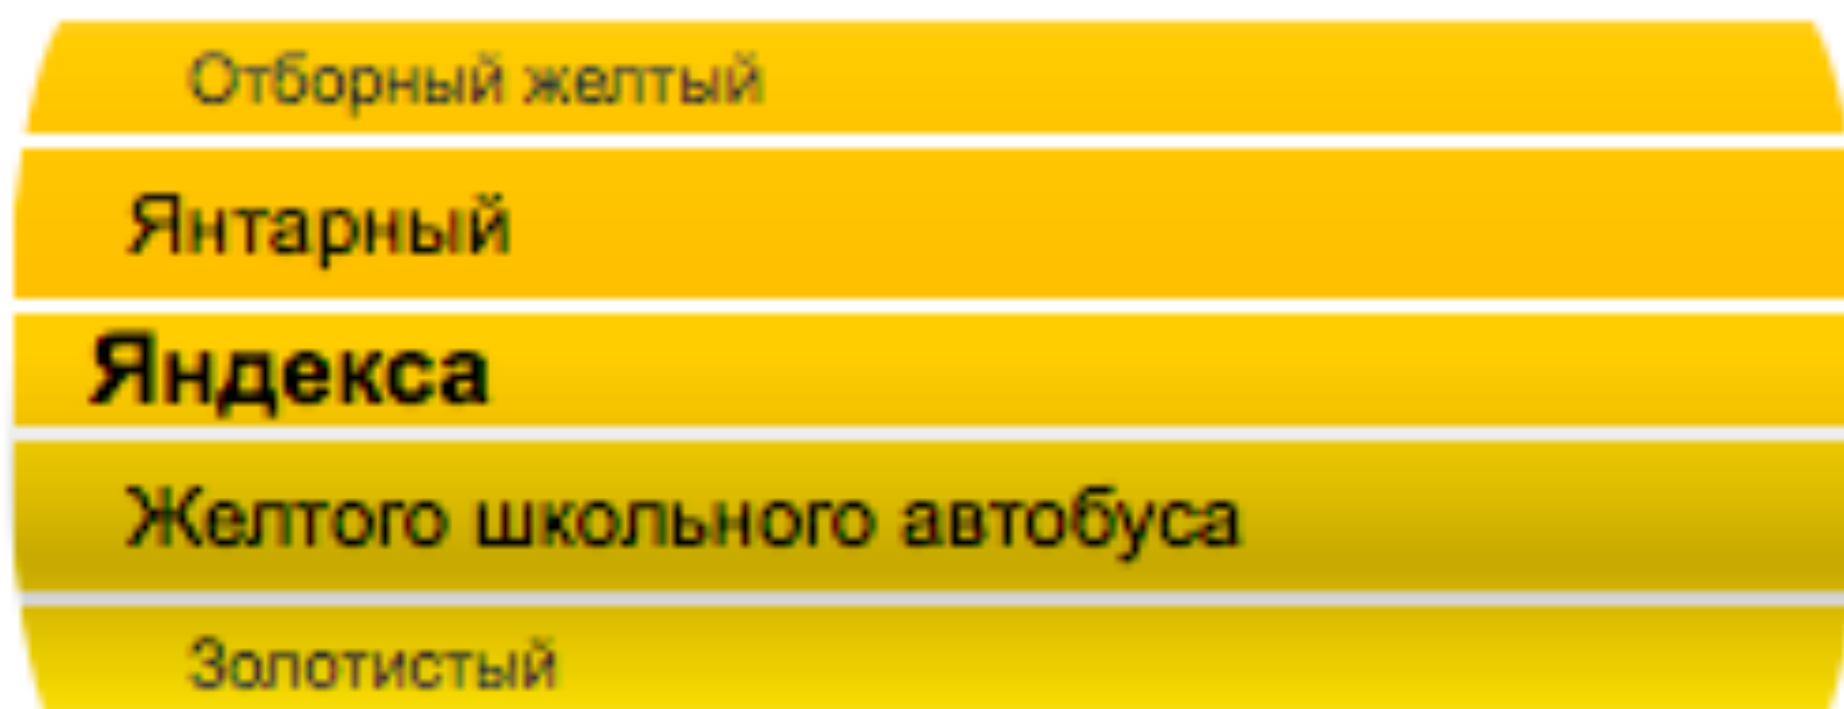 Отборный желтый
Янтарный
Яндекса
Желтого школьного автобуса
Золотистый